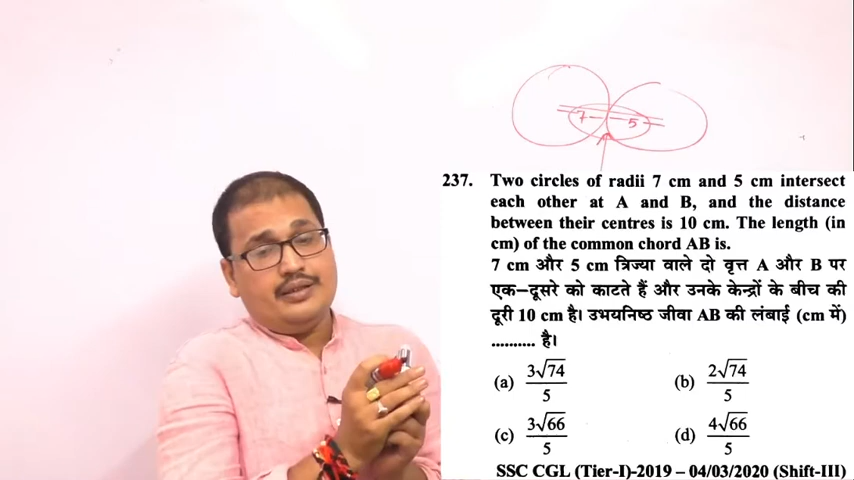 7 5
237. Two circles of radii 7 cm and 5 cm intersect
each other at A and B, and the distance
between their centres is 10 cm. The length (in
cm) of the common chord AB is.
7 cm और 5 cm त्रिज्या वाले दो वृत्त A और B पर
एक–दूसरे को काटते हैं और उनके केन्द्रों के बीच की
दूरी 10 cm है। उभयनिष्ठ जीवा AB की लंबाई (cm में)
.......... है।
(a) 3√74/5 (b) 2√74/5
(c) 3√66/5 (d) 4√66/5
SSC CGL (Tier-I)-2019 – 04/03/2020 (Shift-III)